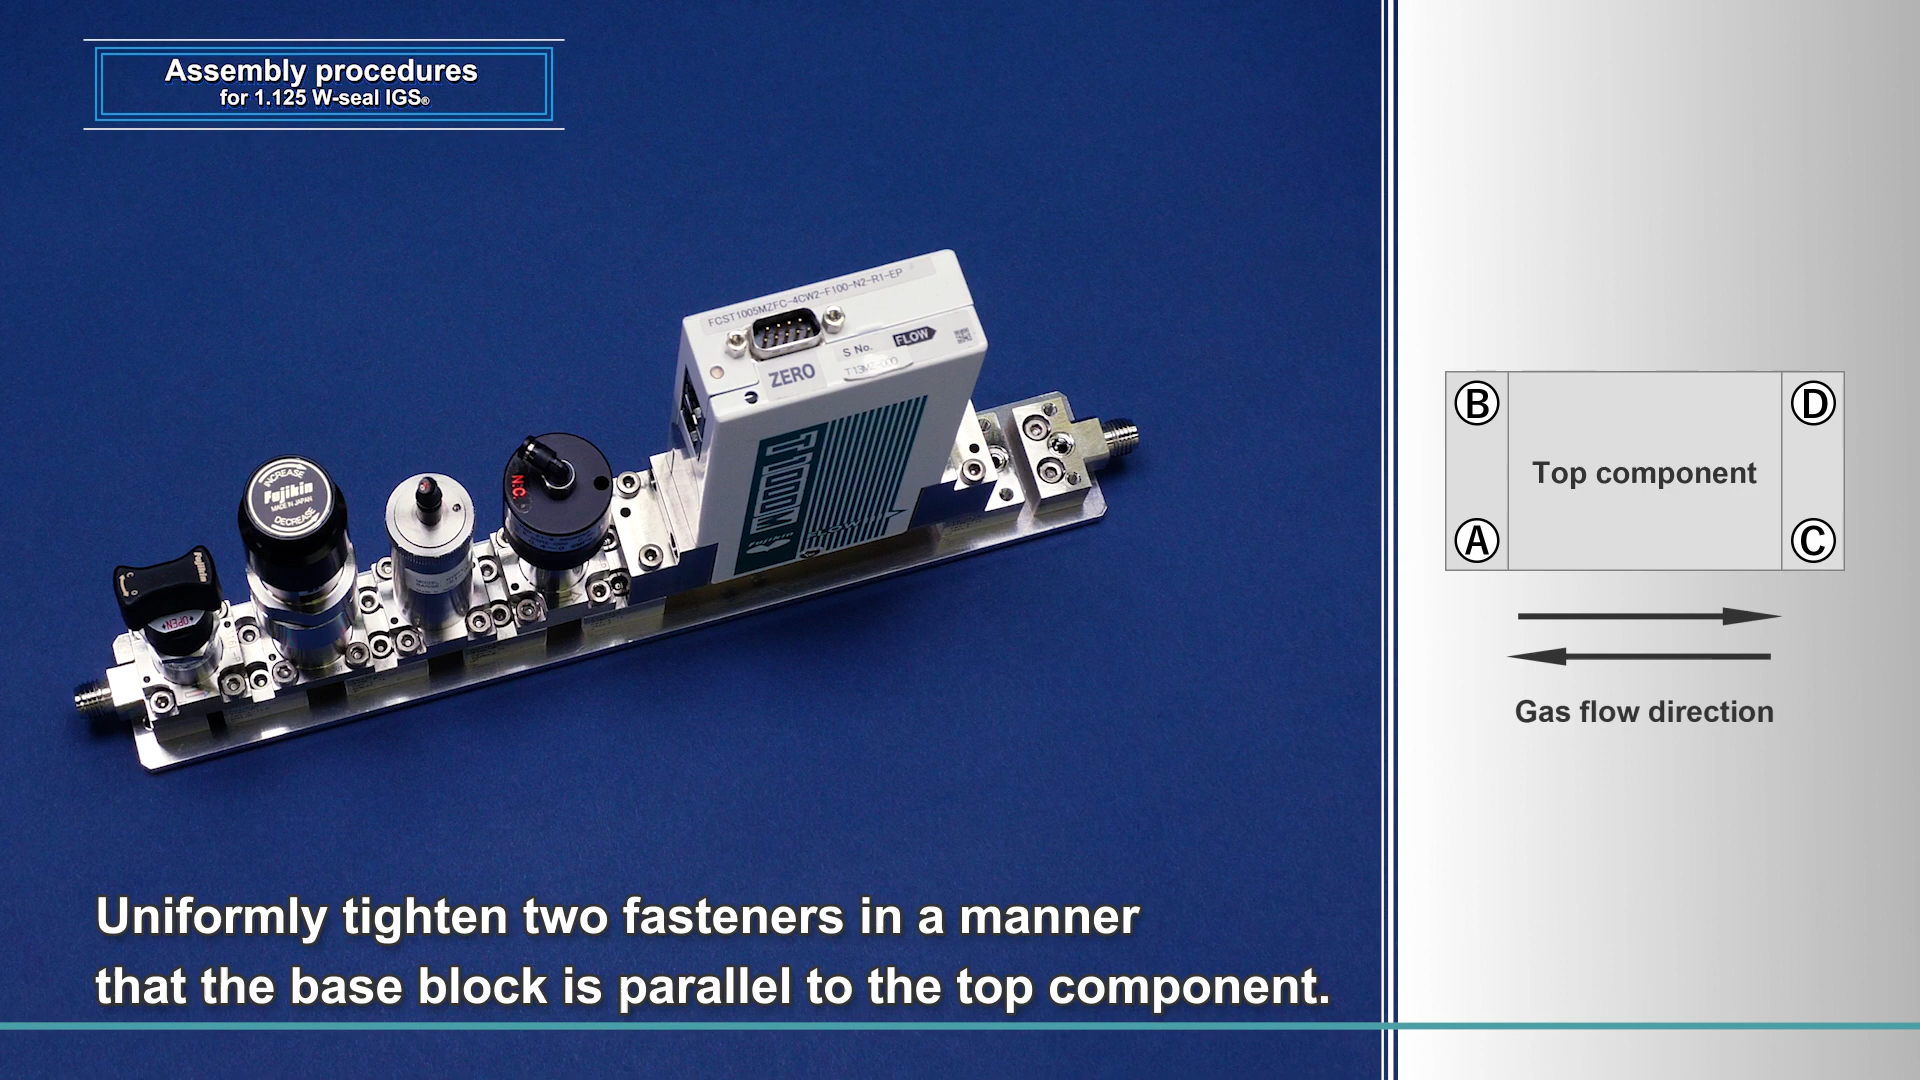 Assembly procedures
for 1.125 W-seal IGS®
FCST1005MZFC-4CW2-F100-N2-R1-EP
S No.
FLOW
ZERO
Fujikin
INCREASE
Fujikin
MADE IN JAPAN
DECREASE
N.C.
Fujikin
OPEN
B
D
Top component
A
C
Gas flow direction
Uniformly tighten two fasteners in a manner
that the base block is parallel to the top component.